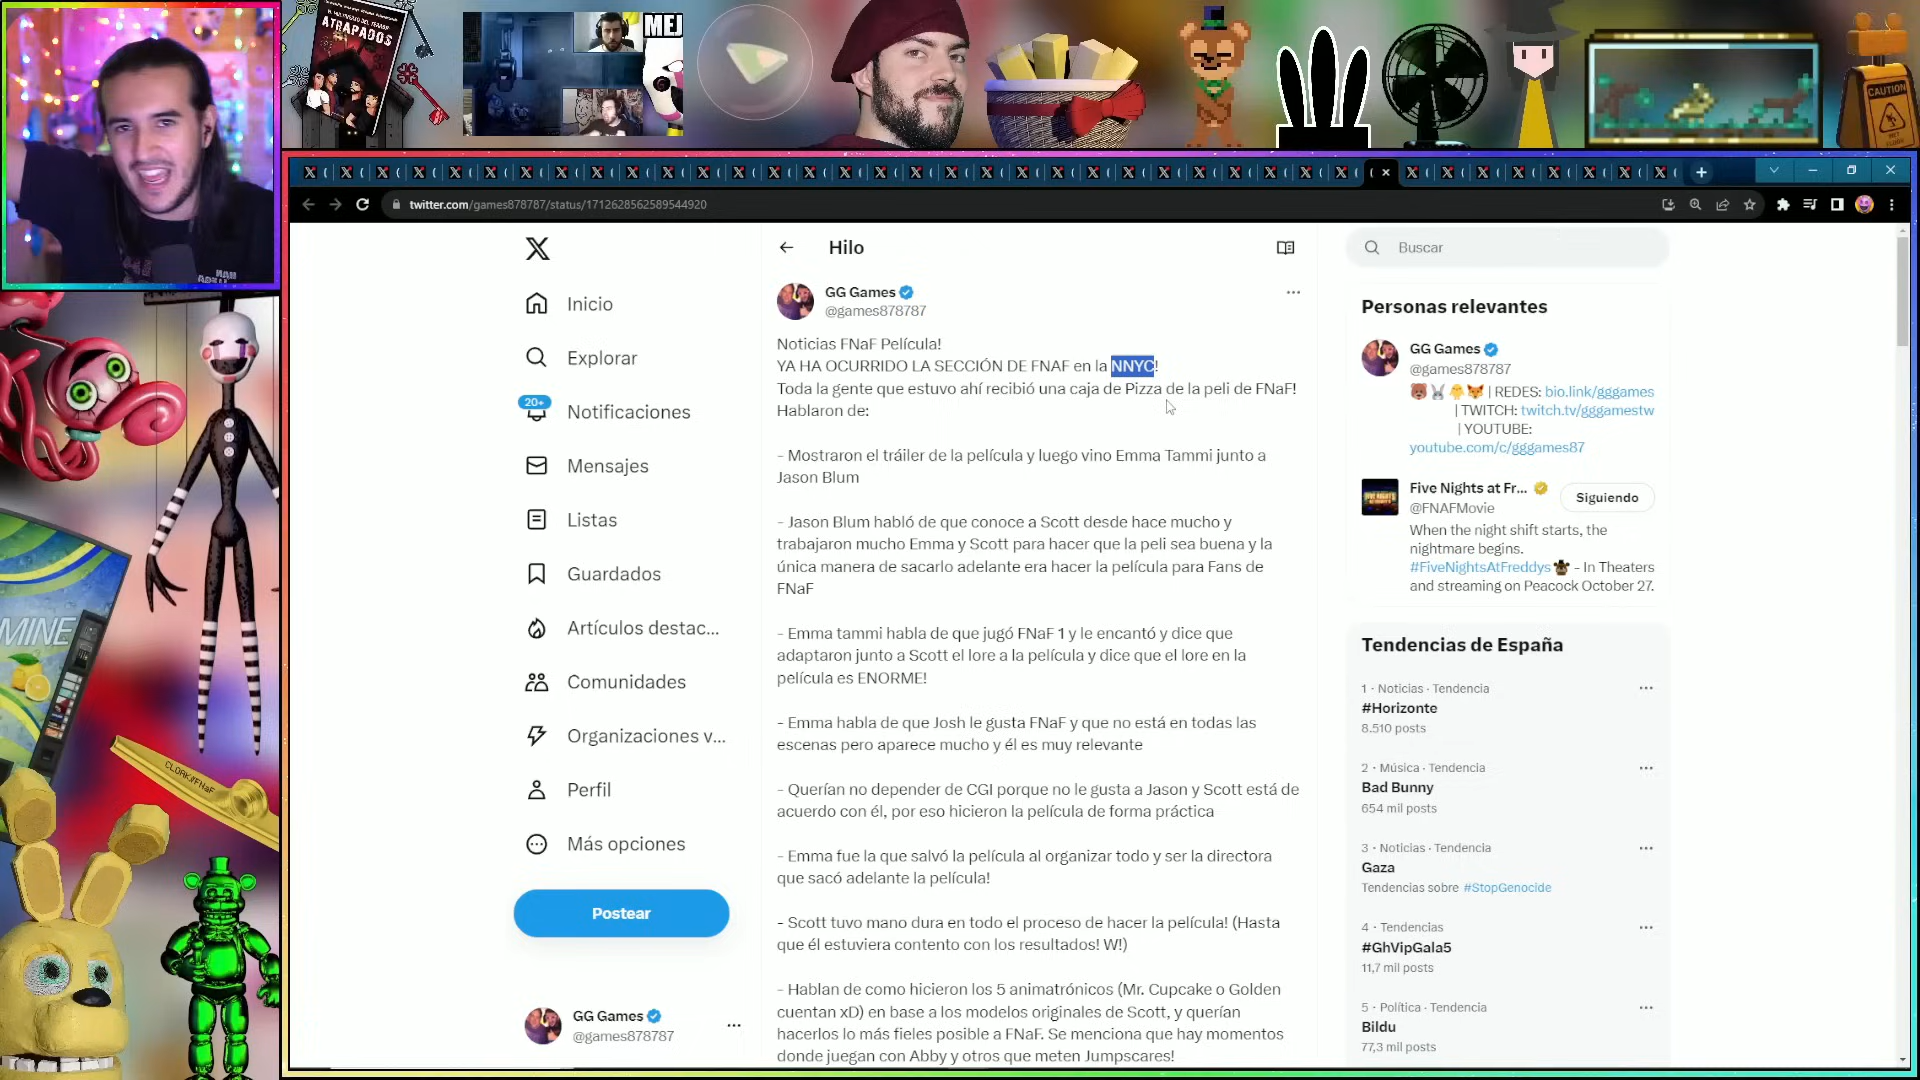 ATRAPADOS
MEJ
CAUTION
twitter.com/games878787/status/1712628562589544920
Inicio
Explorar
20+
Notificaciones
Mensajes
Listas
Guardados
Artículos destac...
Comunidades
Organizaciones v...
Perfil
Más opciones
Postear
GG Games
@games878787
Hilo
GG Games
@games878787
Noticias FNaF Película!
YA HA OCURRIDO LA SECCIÓN DE FNAF en la NNYC!
Toda la gente que estuvo ahí recibió una caja de Pizza de la peli de FNaF!
Hablaron de:
- Mostraron el tráiler de la película y luego vino Emma Tammi junto a
Jason Blum
- Jason Blum habló de que conoce a Scott desde hace mucho y
trabajaron mucho Emma y Scott para hacer que la peli sea buena y la
única manera de sacarlo adelante era hacer la película para Fans de
FNaF
- Emma tammi habla de que jugó FNaF 1 y le encantó y dice que
adaptaron junto a Scott el lore a la película y dice que el lore en la
película es ENORME!
- Emma habla de que Josh le gusta FNaF y que no está en todas las
escenas pero aparece mucho y él es muy relevante
- Querían no depender de CGI porque no le gusta a Jason y Scott está de
acuerdo con él, por eso hicieron la película de forma práctica
- Emma fue la que salvó la película al organizar todo y ser la directora
que sacó adelante la película!
- Scott tuvo mano dura en todo el proceso de hacer la película! (Hasta
que él estuviera contento con los resultados! W!)
- Hablan de como hicieron los 5 animatrónicos (Mr. Cupcake o Golden
cuentan xD) en base a los modelos originales de Scott, y querían
hacerlos lo más fieles posible a FNaF. Se menciona que hay momentos
donde juegan con Abby y otros que meten Jumpscares!
Buscar
Personas relevantes
GG Games
@games878787
| REDES: bio.link/gggames
| TWITCH: twitch.tv/gggamestw
| YOUTUBE:
youtube.com/c/gggames87
Five Nights at Fr...
Siguiendo
@FNAFMovie
When the night shift starts, the
nightmare begins.
#FiveNightsAtFreddys - In Theaters
and streaming on Peacock October 27.
Tendencias de España
1 · Noticias · Tendencia
#Horizonte
8.510 posts
2 · Música · Tendencia
Bad Bunny
654 mil posts
3 · Noticias · Tendencia
Gaza
Tendencias sobre #StopGenocide
4 · Tendencias
#GhVipGala5
11,7 mil posts
5 · Política · Tendencia
Bildu
77,3 mil posts
MINE
CLOAK//FNaF